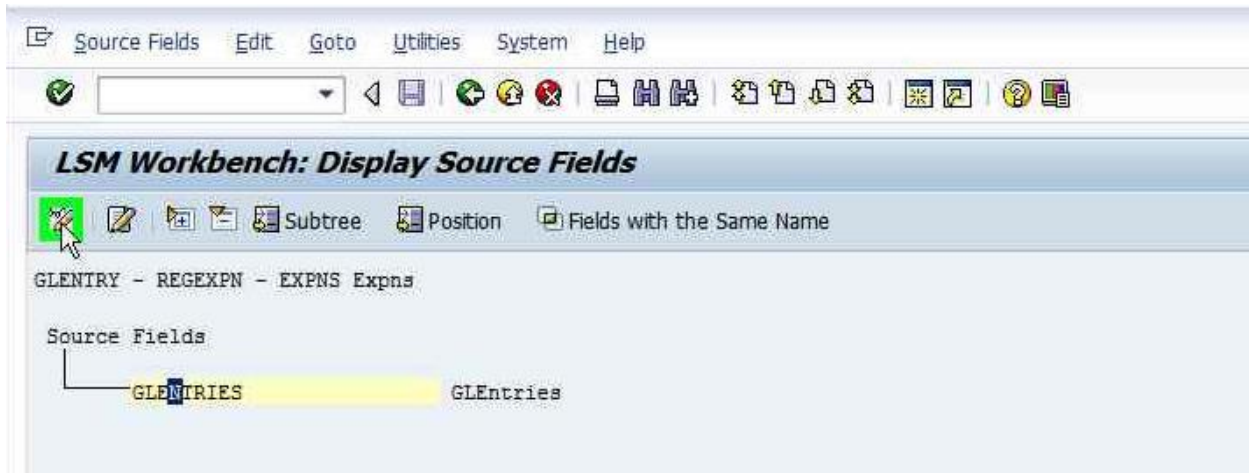 Source Fields Edit Goto Utilities System Help
LSM Workbench: Display Source Fields
Subtree Position Fields with the Same Name
GLENTRY - REGEXPN - EXPNS Expns
Source Fields
GLENTRIES GLEntries